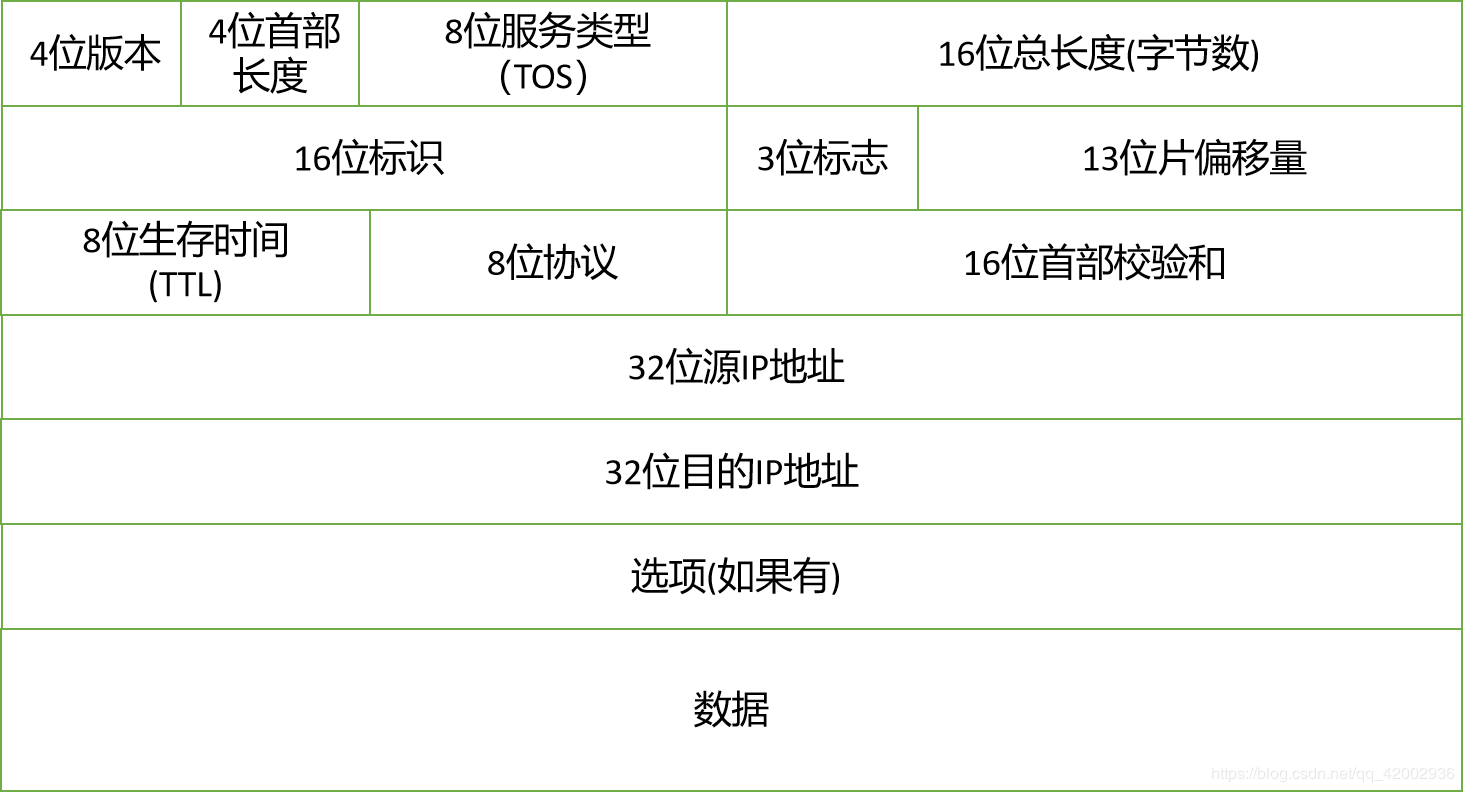 4位版本
4位首部
长度
8位服务类型
（TOS）
16位总长度(字节数)
16位标识
3位标志
13位片偏移量
8位生存时间
(TTL)
8位协议
16位首部校验和
32位源IP地址
32位目的IP地址
选项(如果有)
数据
https://blog.csdn.net/qq_42002936